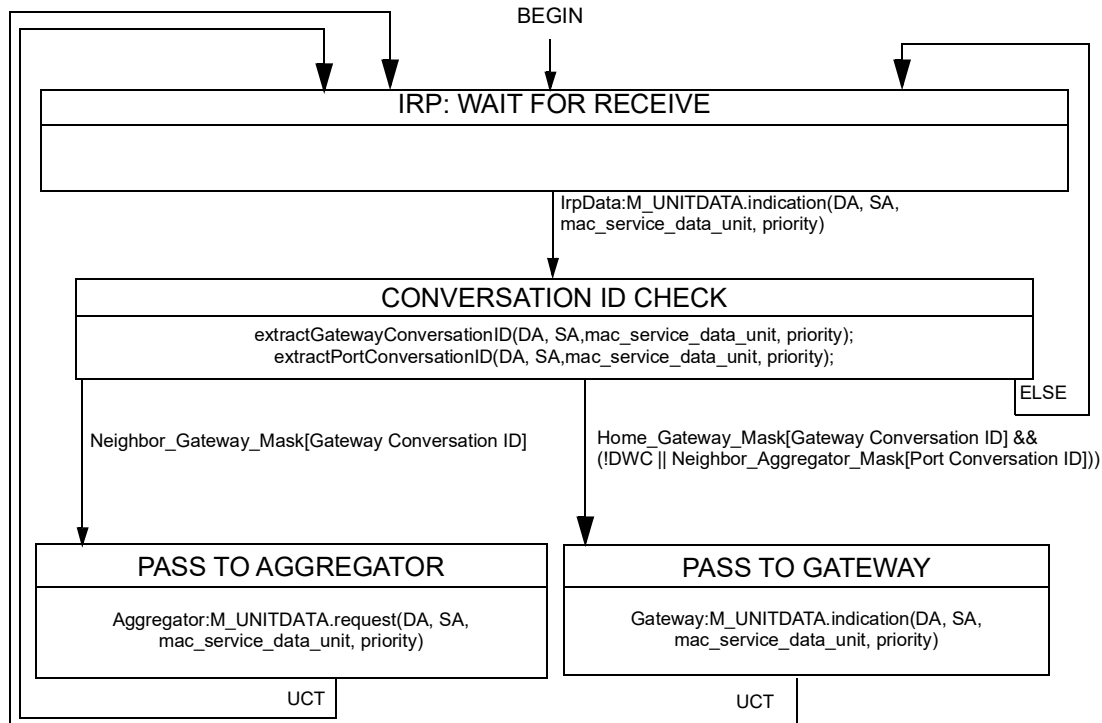 BEGIN
IRP: WAIT FOR RECEIVE
IrpData:M_UNITDATA.indication(DA, SA,
mac_service_data_unit, priority)
CONVERSATION ID CHECK
extractGatewayConversationID(DA, SA,mac_service_data_unit, priority);
extractPortConversationID(DA, SA,mac_service_data_unit, priority);
ELSE
Neighbor_Gateway_Mask[Gateway Conversation ID]
Home_Gateway_Mask[Gateway Conversation ID] &&
(!DWC || Neighbor_Aggregator_Mask[Port Conversation ID]))
PASS TO AGGREGATOR
Aggregator:M_UNITDATA.request(DA, SA,
mac_service_data_unit, priority)
UCT
PASS TO GATEWAY
Gateway:M_UNITDATA.indication(DA, SA,
mac_service_data_unit, priority)
UCT